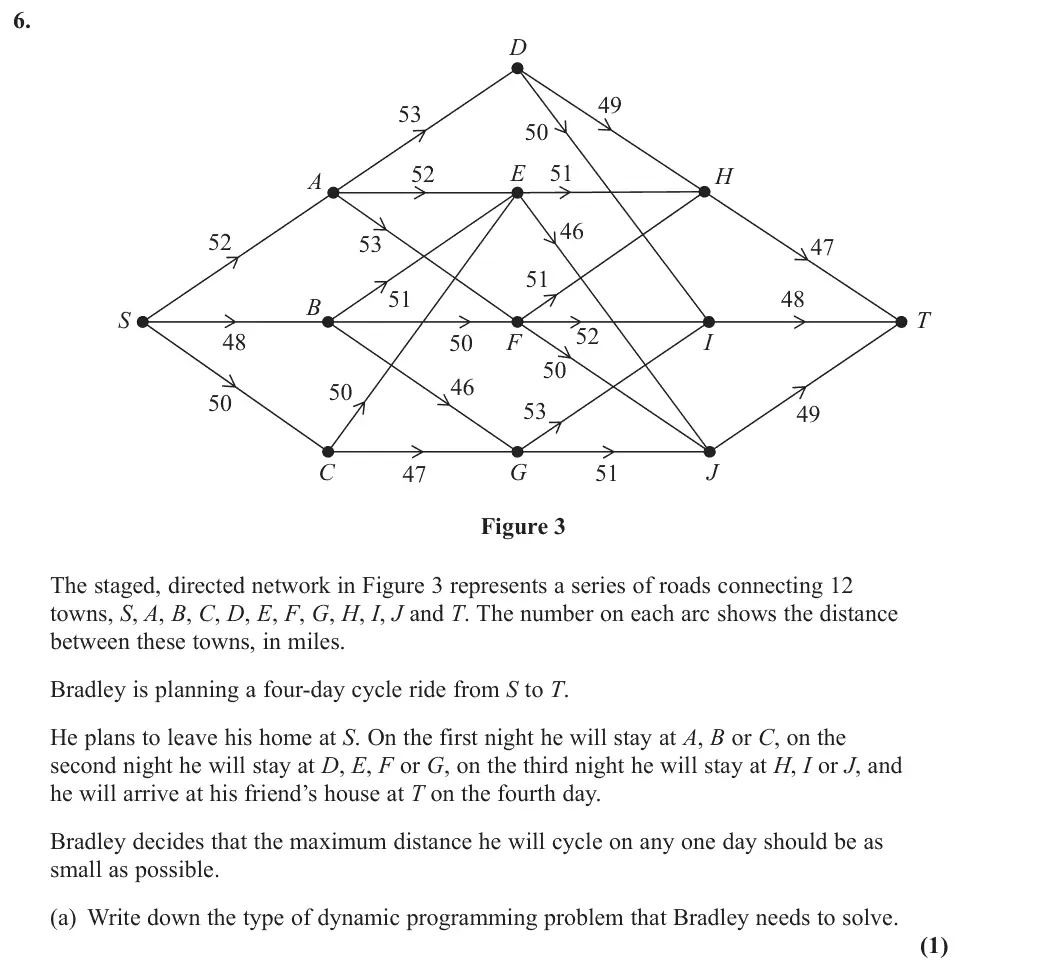 6.
D
53
49
50
A
52
E
51
H
52
53
46
47
51
51
48
S
B
T
48
50
F
52
I
50
50
50
46
53
49
C
47
G
51
J
Figure 3
The staged, directed network in Figure 3 represents a series of roads connecting 12
towns, S, A, B, C, D, E, F, G, H, I, J and T. The number on each arc shows the distance
between these towns, in miles.
Bradley is planning a four-day cycle ride from S to T.
He plans to leave his home at S. On the first night he will stay at A, B or C, on the
second night he will stay at D, E, F or G, on the third night he will stay at H, I or J, and
he will arrive at his friend’s house at T on the fourth day.
Bradley decides that the maximum distance he will cycle on any one day should be as
small as possible.
(a) Write down the type of dynamic programming problem that Bradley needs to solve.
(1)